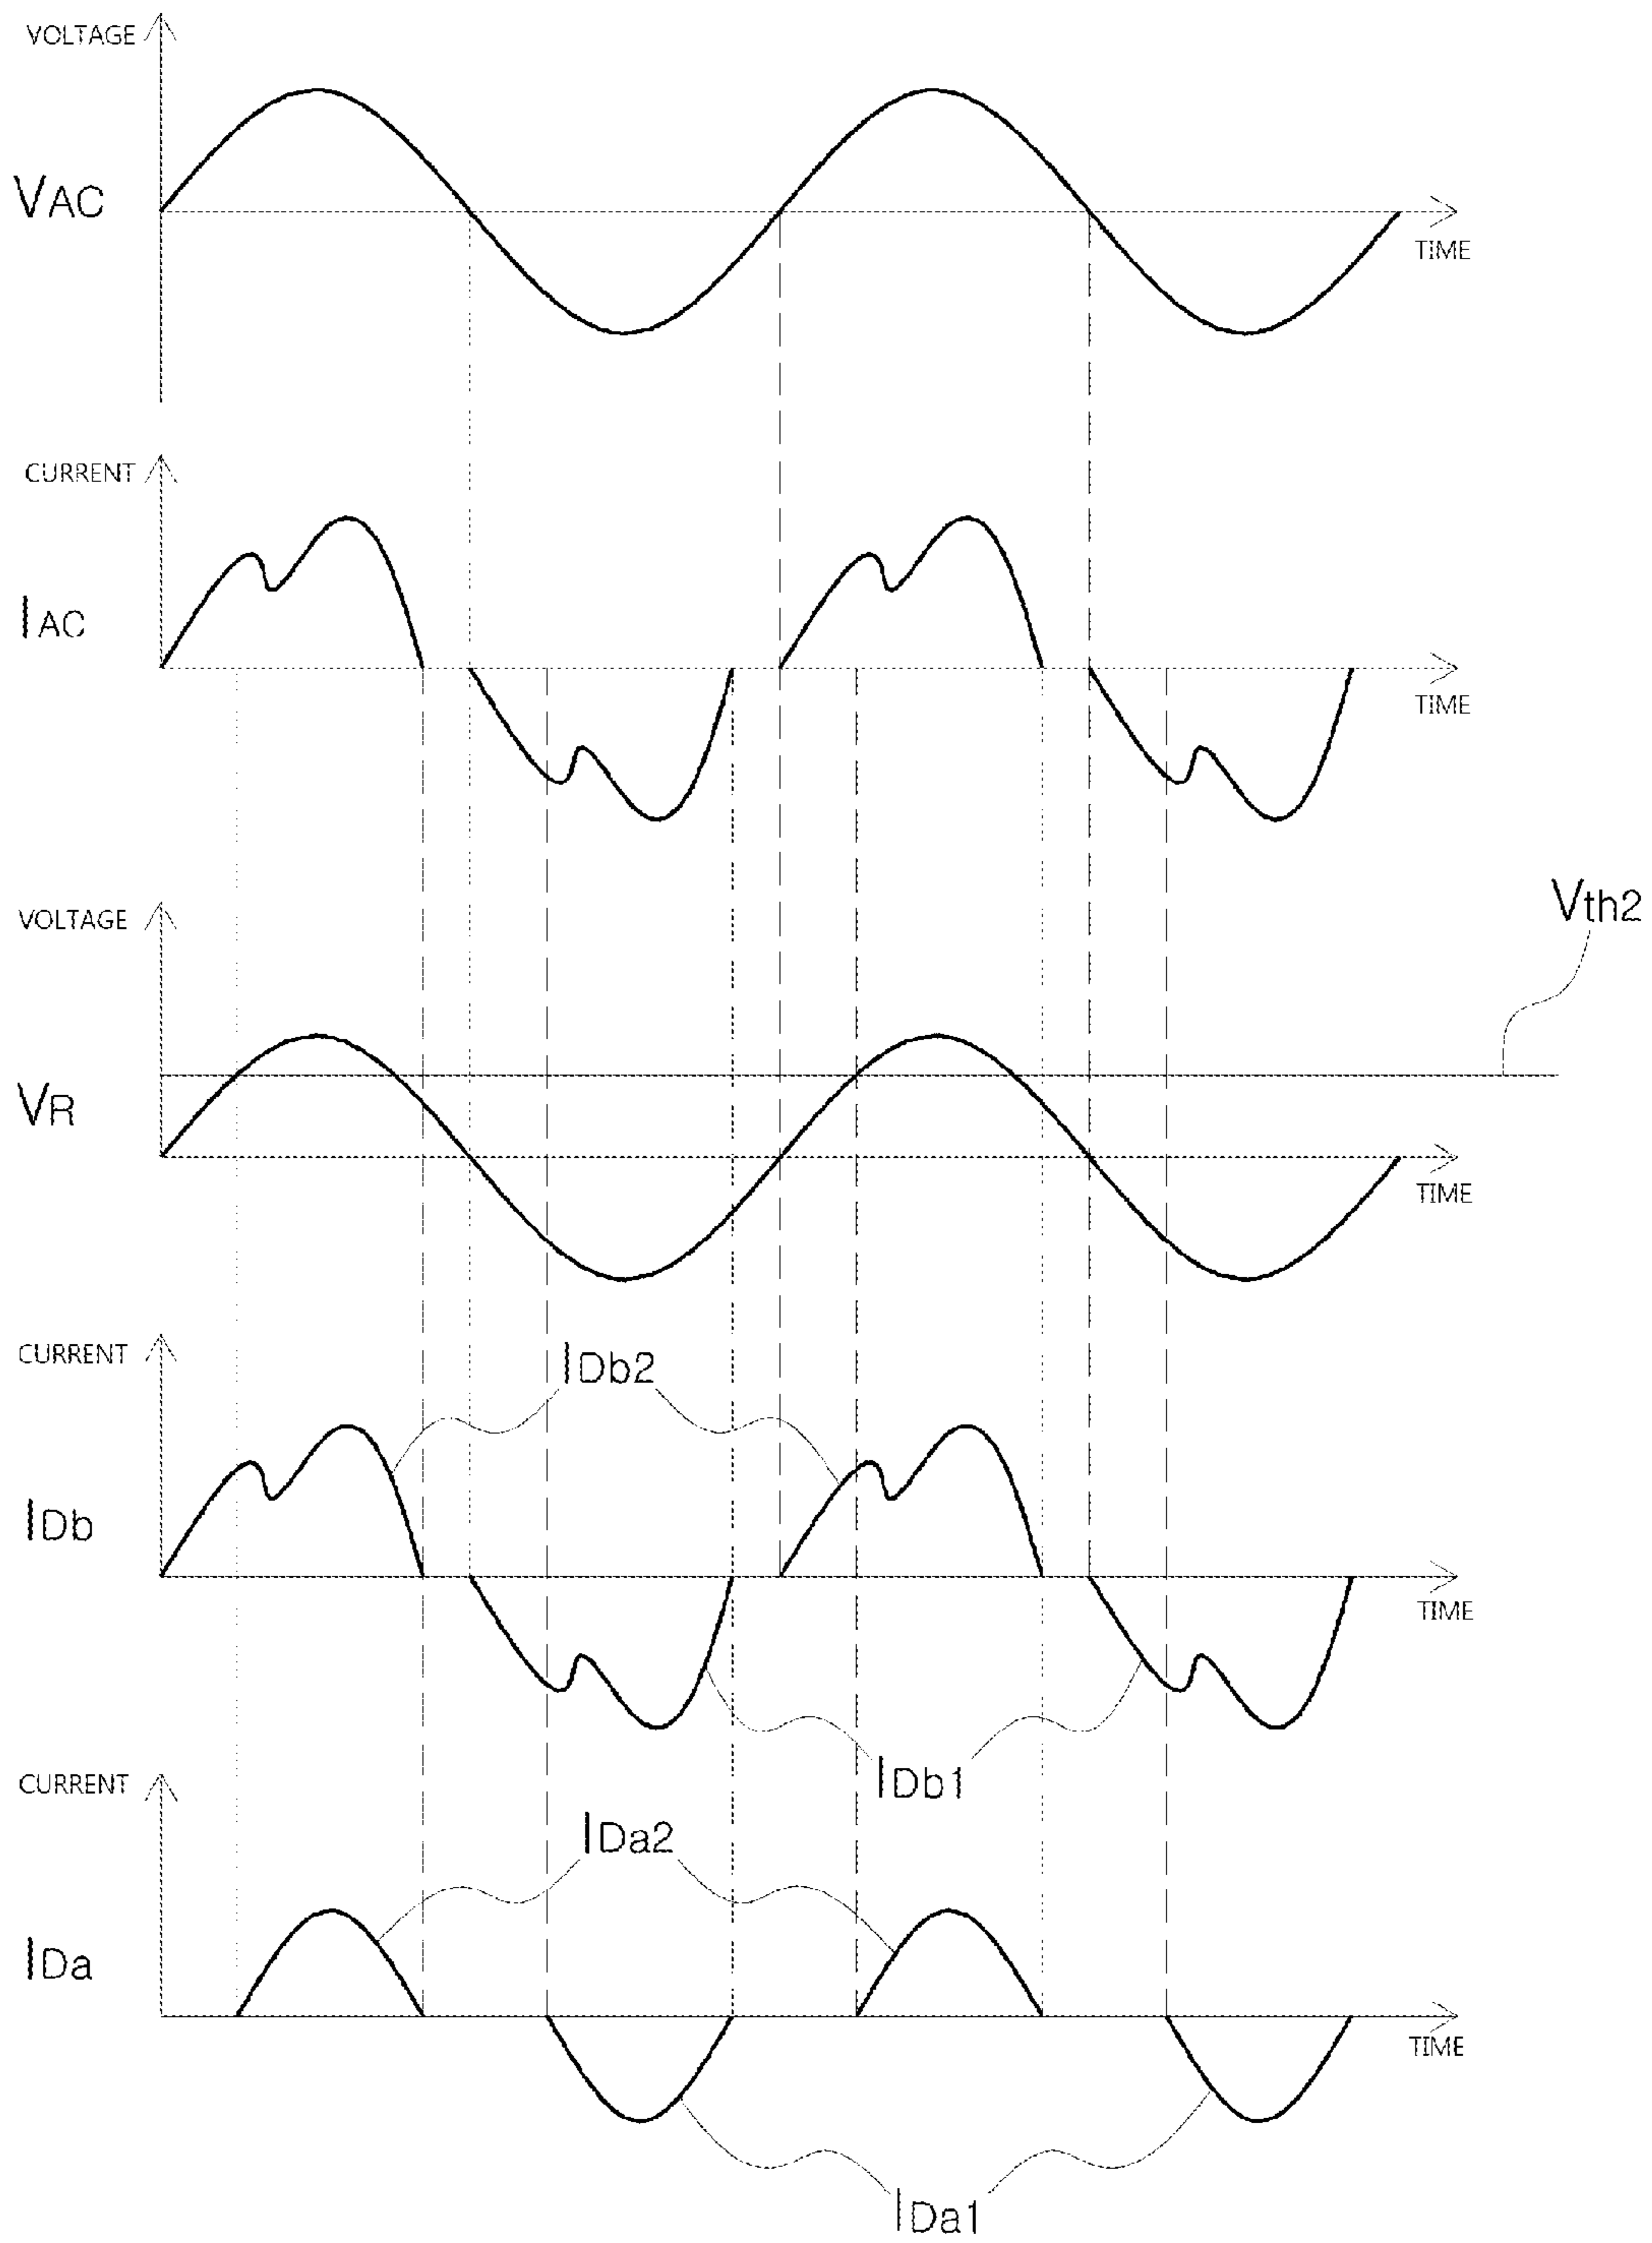 VOLTAGE
VAC
TIME
CURRENT
IAC
TIME
Vth2
VOLTAGE
VR
TIME
CURRENT
IDb2
IDb
TIME
IDb1
CURRENT
IDa2
IDa
TIME
IDa1